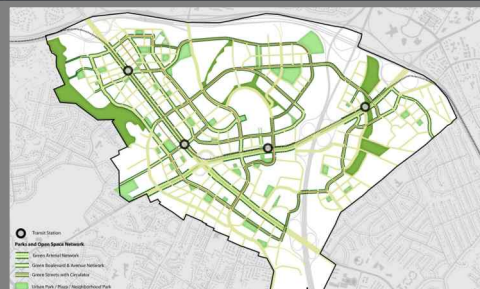 Transit Station
Parks and Open Space Network
Green Arterial Network
Green Boulevard & Avenue Network
Green Streets with Circulator
Urban Park / Plaza / Neighborhood Park